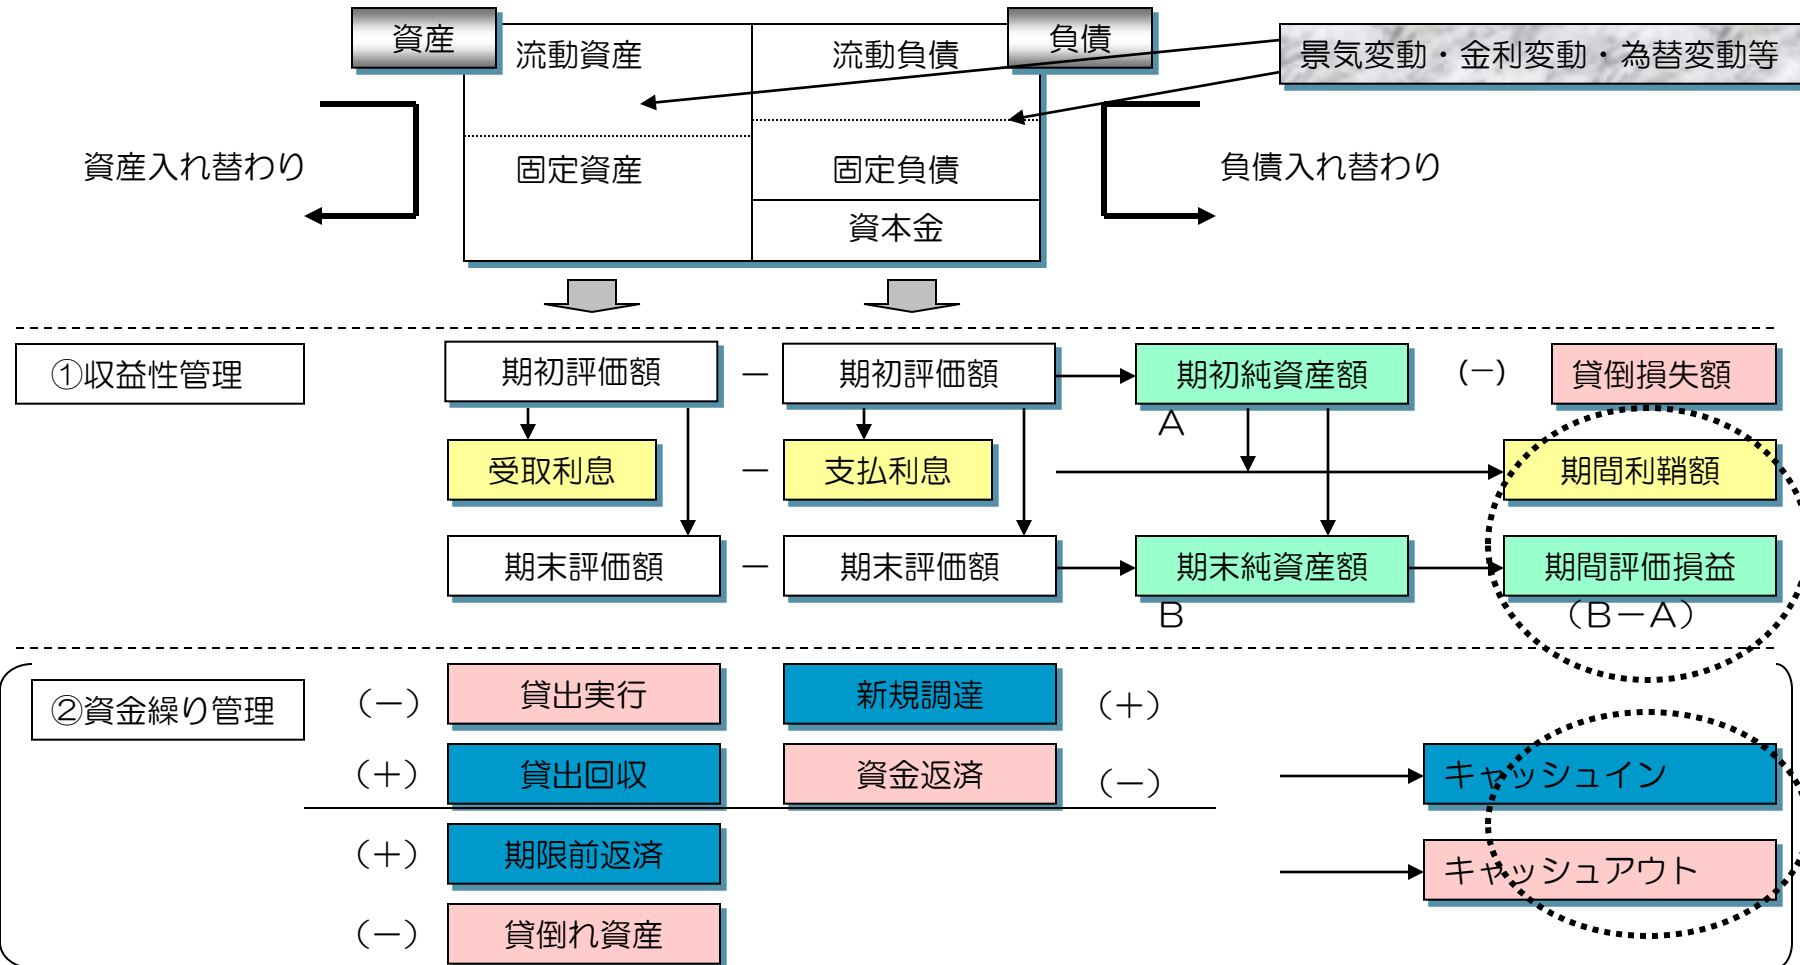 資産
負債
流動資産
流動負債
景気変動・金利変動・為替変動等
資産入れ替わり
固定資産
固定負債
負債入れ替わり
資本金
①収益性管理
期初評価額 － 期初評価額 期初純資産額 (－) 貸倒損失額
A
受取利息 － 支払利息 期間利鞘額
期末評価額 － 期末評価額 期末純資産額 期間評価損益
B (B－A)
②資金繰り管理
(－) 貸出実行 新規調達 (＋)
(＋) 貸出回収 資金返済 (－) キャッシュイン
(＋) 期限前返済 キャッシュアウト
(－) 貸倒れ資産